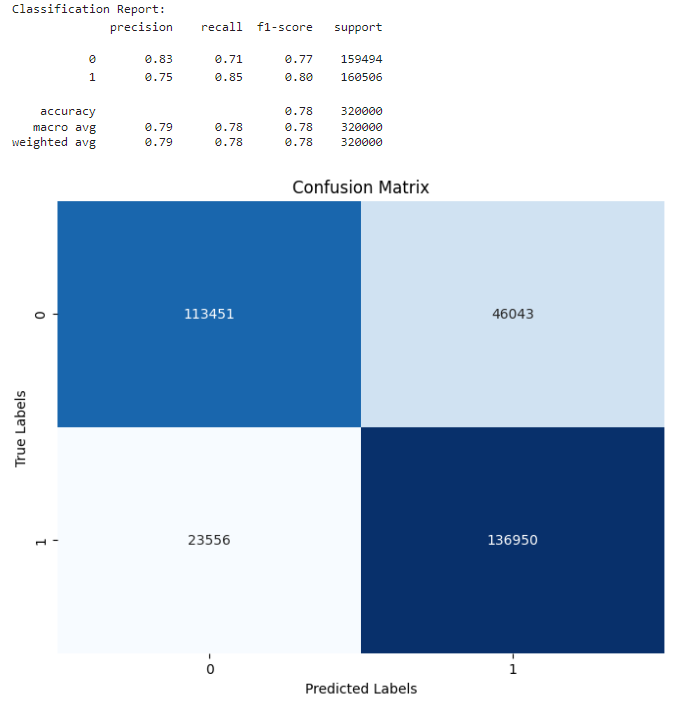 Classification Report:
precision recall f1-score support
0 0.83 0.71 0.77 159494
1 0.75 0.85 0.80 160506
accuracy 0.78 320000
macro avg 0.79 0.78 0.78 320000
weighted avg 0.79 0.78 0.78 320000
Confusion Matrix
True Labels
0
113451 46043
1
23556 136950
0 1
Predicted Labels